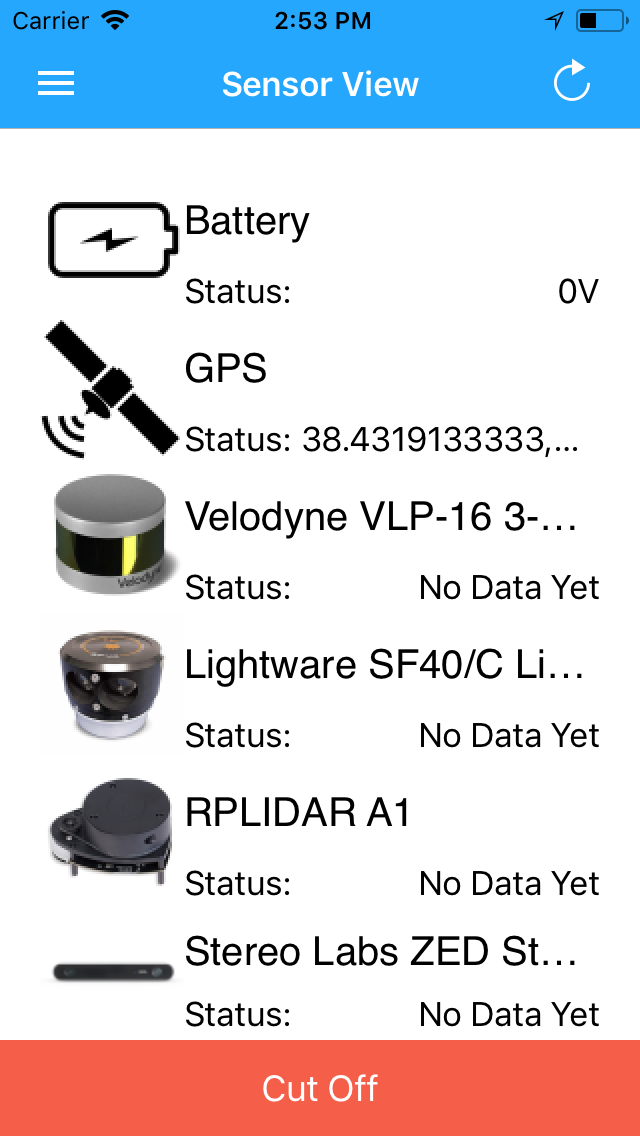 Carrier 2:53 PM
Sensor View
Battery
Status: 0V
GPS
Status: 38.4319133333,...
Velodyne VLP-16 3-...
Velodyne
Status: No Data Yet
Lightware SF40/C Li...
Status: No Data Yet
RPLIDAR A1
Status: No Data Yet
Stereo Labs ZED St...
Status: No Data Yet
Cut Off